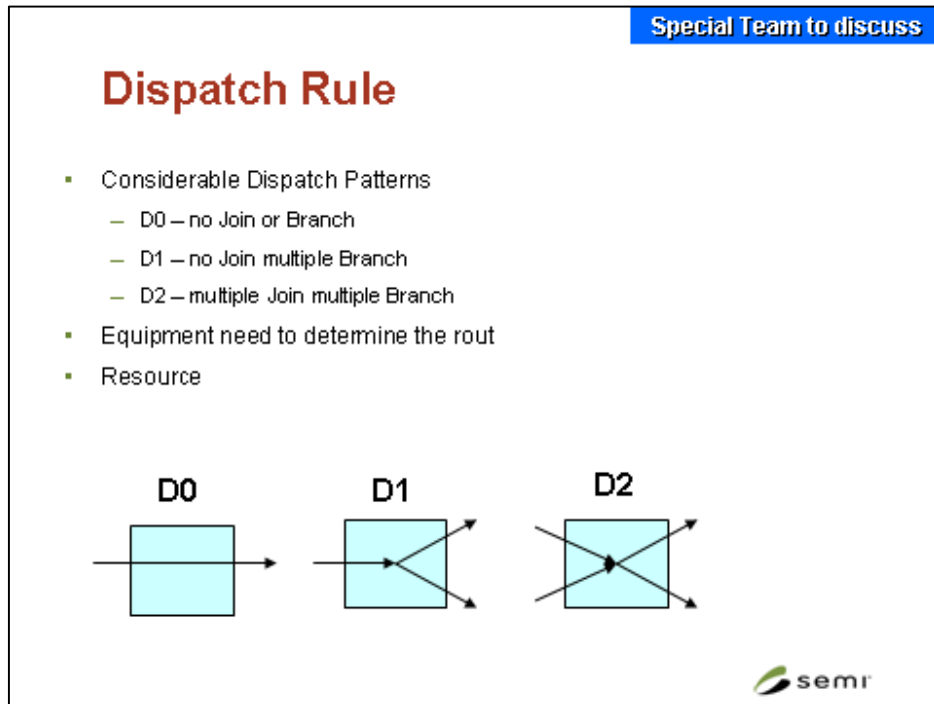 Special Team to discuss
Dispatch Rule
▪ Considerable Dispatch Patterns
– D0 – no Join or Branch
– D1 – no Join multiple Branch
– D2 – multiple Join multiple Branch
▪ Equipment need to determine the rout
▪ Resource
D0 D1 D2
semi